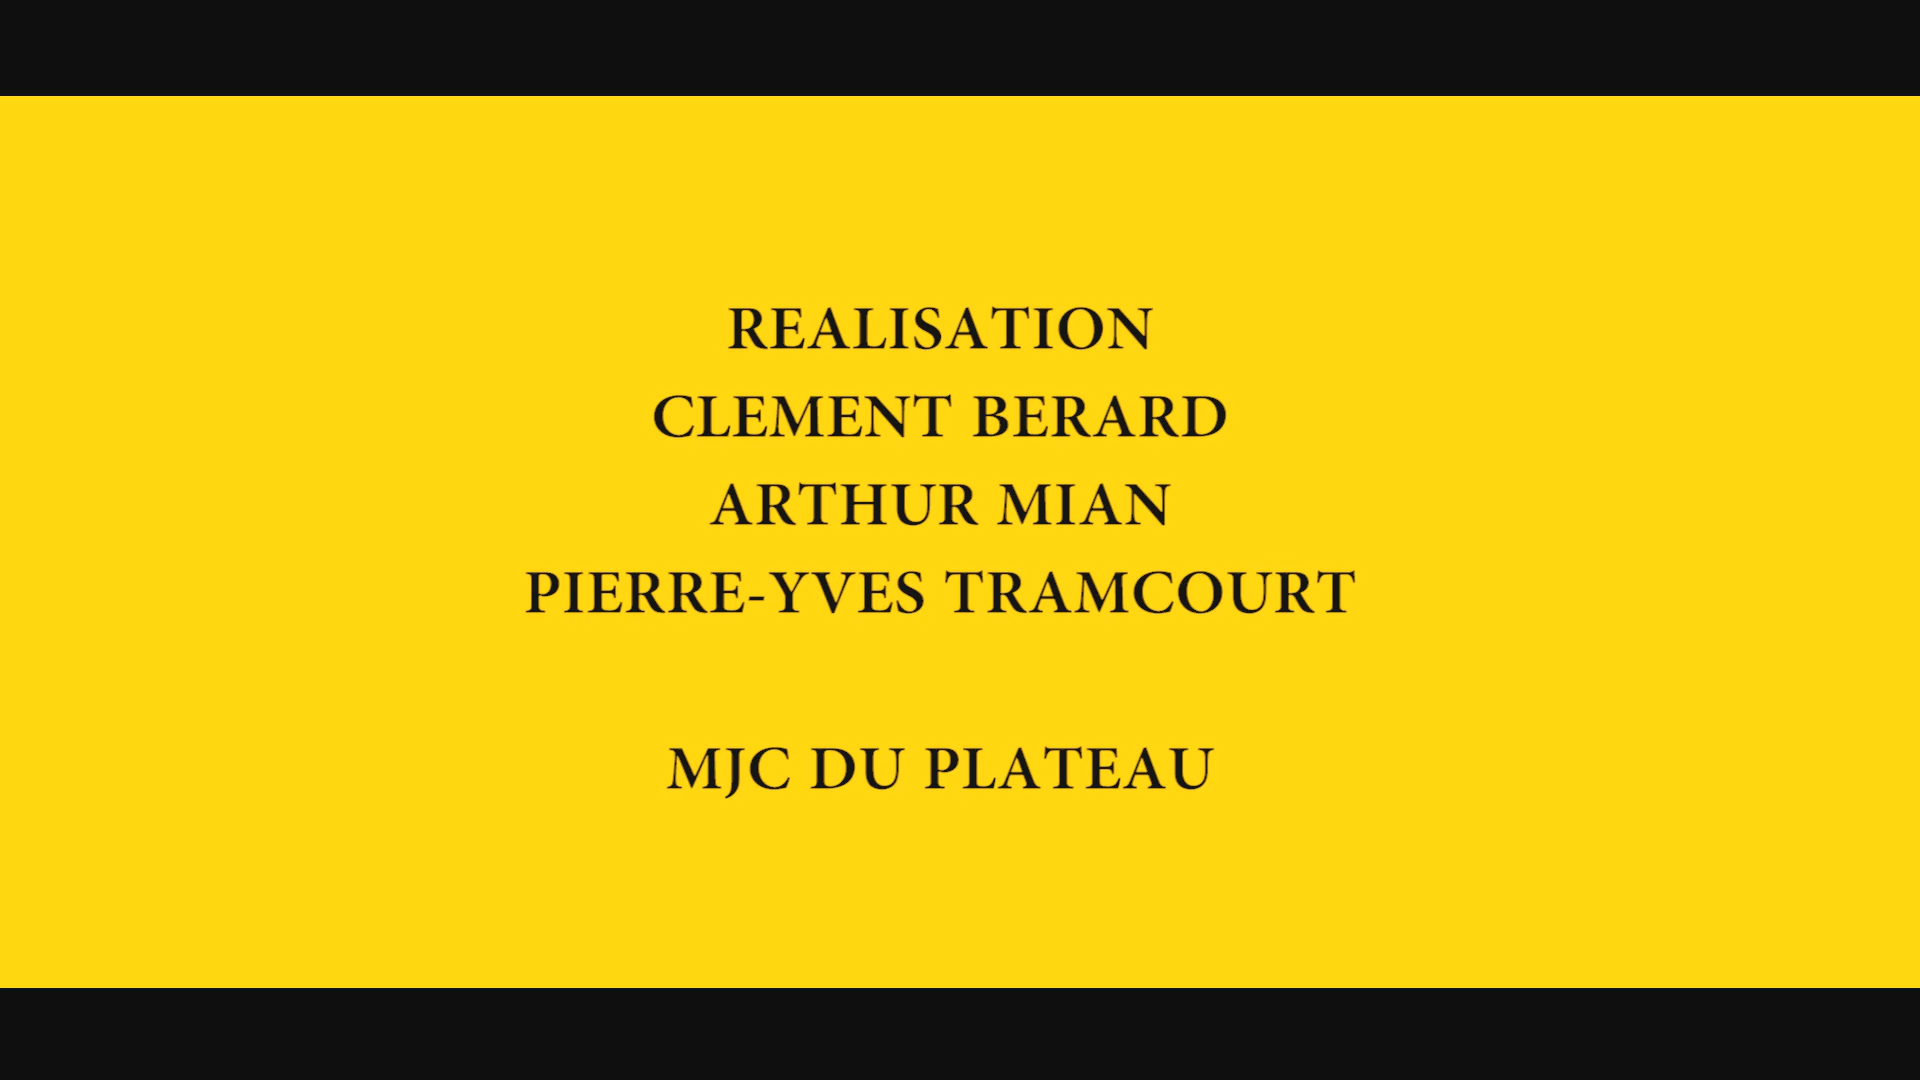 REALISATION
CLEMENT BERARD
ARTHUR MIAN
PIERRE-YVES TRAMCOURT
MJC DU PLATEAU